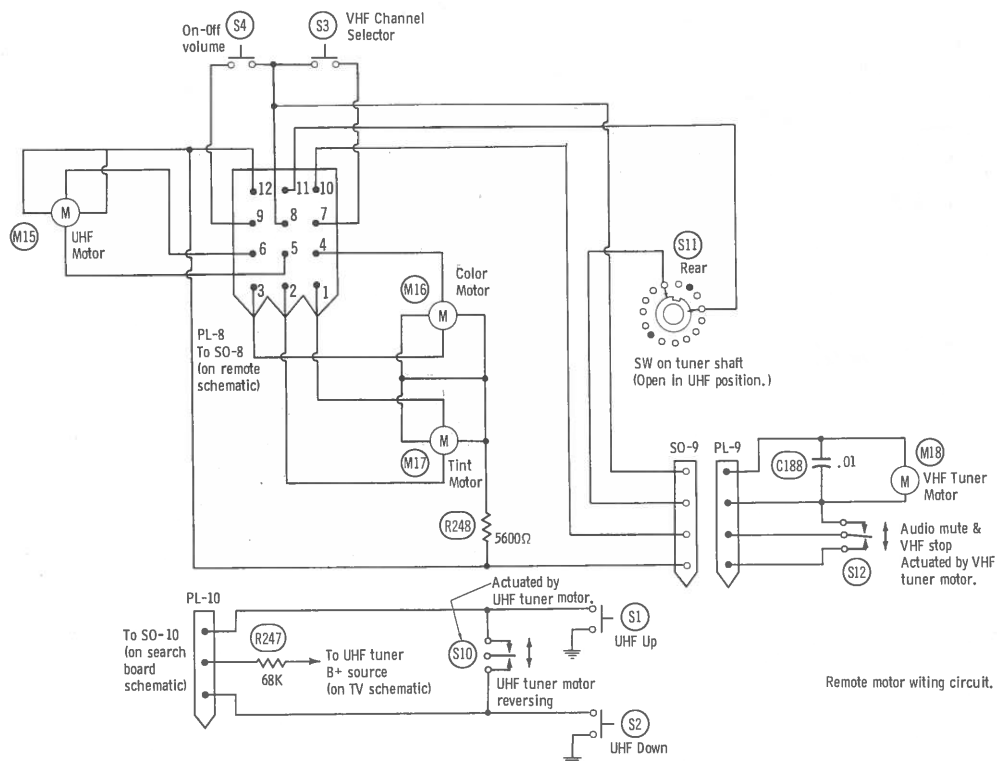 On-Off
volume
S4
S3
VHF Channel
Selector
12
11
10
9
8
7
6
5
4
3
2
1
M
M15
UHF
Motor
PL-8
To SO-8
(on remote
schematic)
Color
Motor
M16
M
M
M17
Tint
Motor
R248
5600Ω
S11
Rear
SW on tuner shaft
(Open in UHF position.)
SO-9
PL-9
C188
.01
M18
M
VHF Tuner
Motor
Audio mute &
VHF stop
Actuated by VHF
tuner motor.
S12
PL-10
To SO-10
(on search
board
schematic)
R247
68K
To UHF tuner
B+ source
(on TV schematic)
Actuated by
UHF tuner motor.
S10
UHF tuner motor
reversing
S1
UHF Up
S2
UHF Down
Remote motor witing circuit.